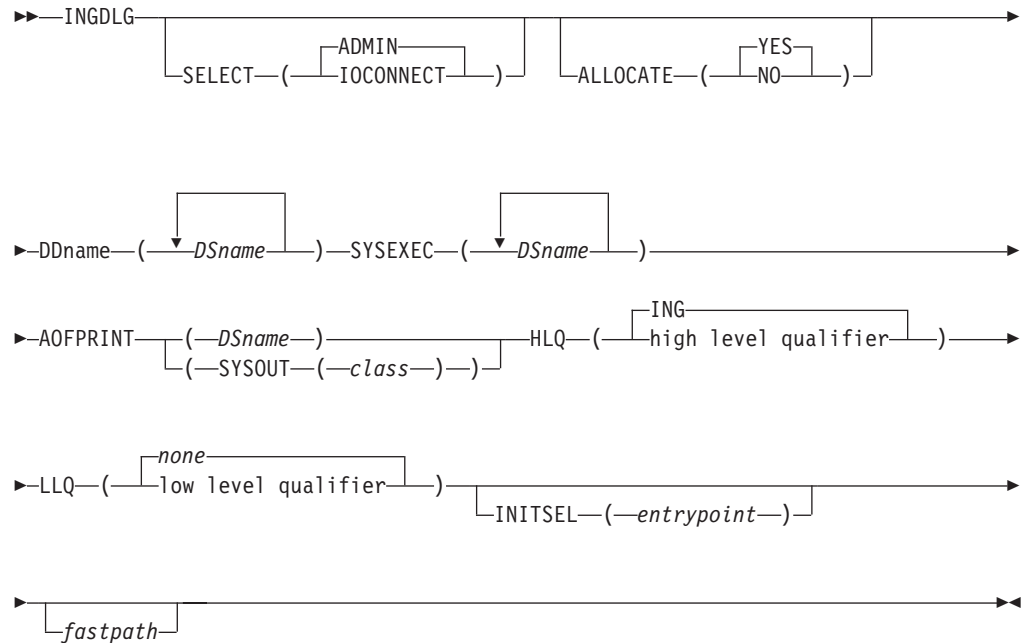 INGDLG
ADMIN YES
SELECT ( IOCONNECT ) ALLOCATE ( NO )
DDname ( DSname ) SYSEXEC ( DSname )
ING
AOFPRINT ( DSname ) HLQ ( high level qualifier )
( SYSOUT ( class ) )
none
LLQ ( low level qualifier )
INITSEL ( entrypoint )
fastpath